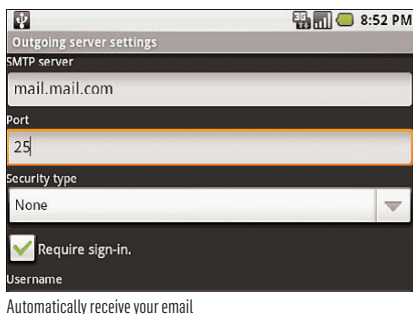 3G 8:52 PM
Outgoing server settings
SMTP server
mail.mail.com
Port
25
Security type
None
Require sign-in.
Username
Automatically receive your email